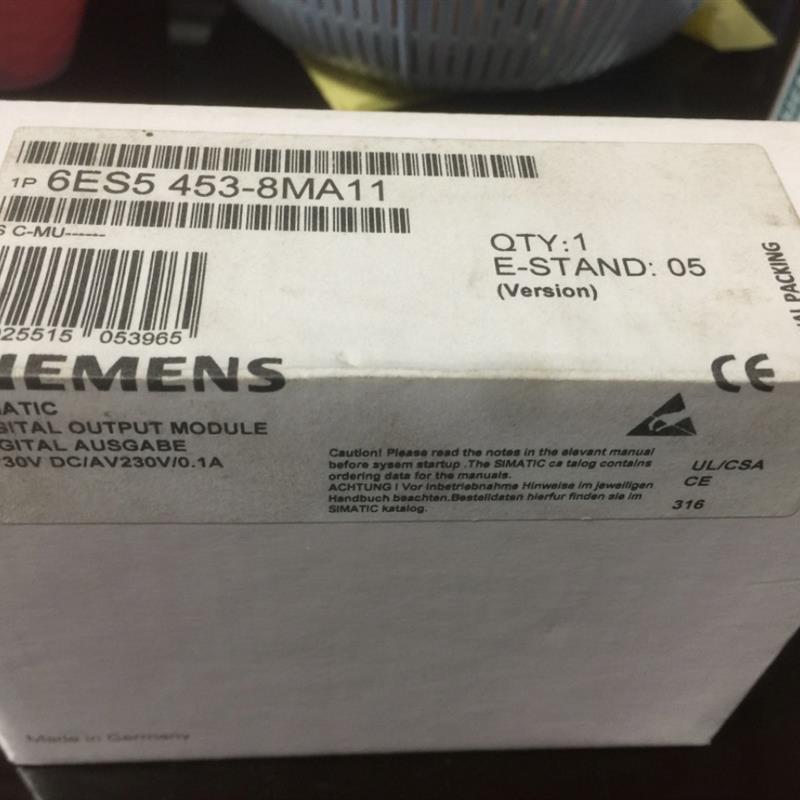 1P 6ES5 453-8MA11
S C-MU------
QTY:1
E-STAND: 05
(Version)
25515 053965
IEMENS
CE
ATIC
GITAL OUTPUT MODULE
GITAL AUSGABE
30V DC/AV230V/0.1A
Caution! Please read the notes in the elevant manual
before sysem startup .The SIMATIC ca talog contains
ordering data for the manuals.
ACHTUNG ! Vor Inbetriebnahme Hinweise im jeweiligen
Handbuch beachten.Bestelldaten hierfur finden sie im
SIMATIC katalog.
UL/CSA
CE
316
PACKING
Made in Germany